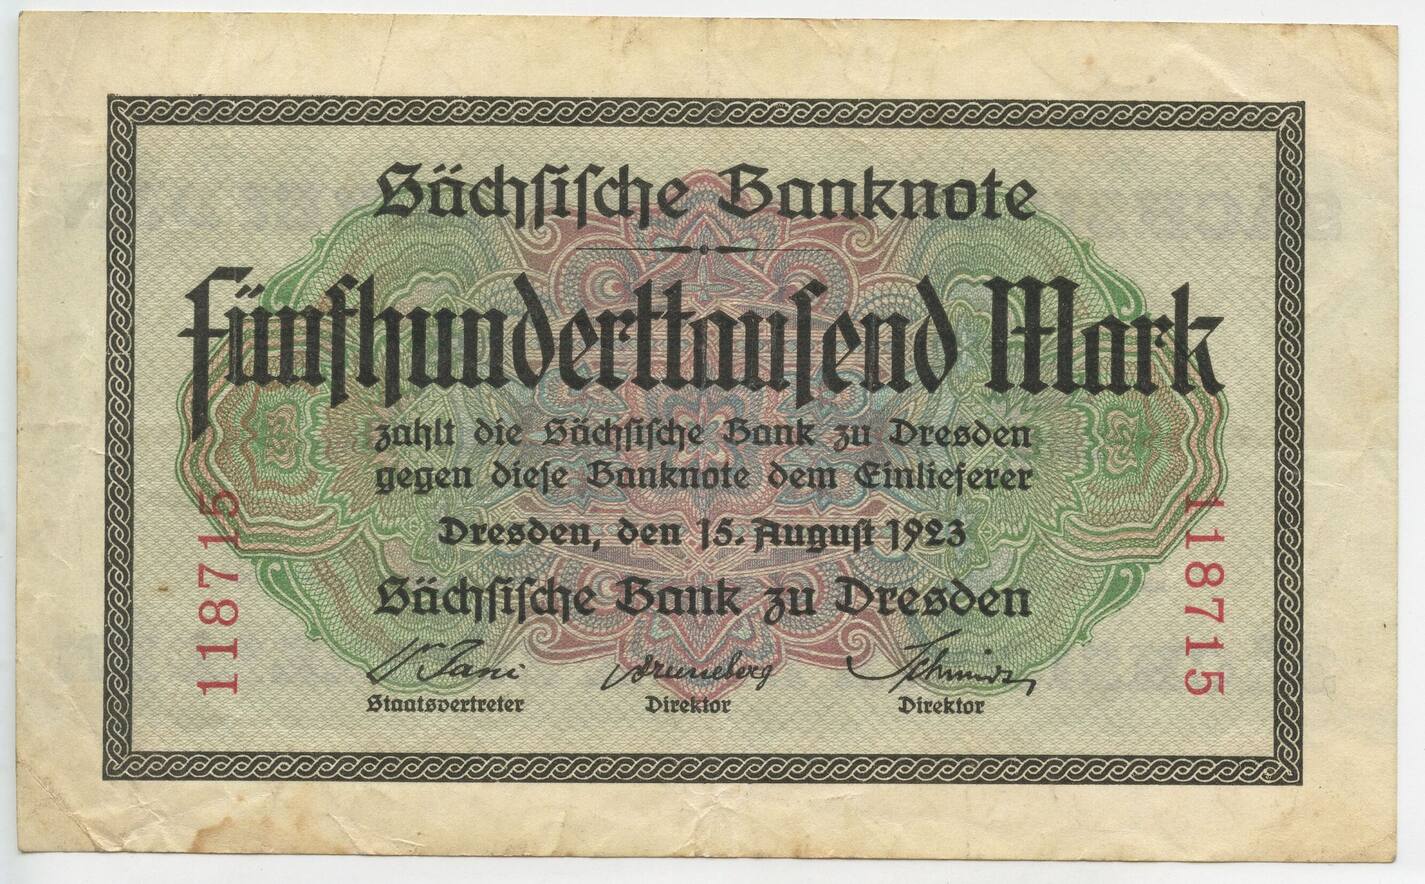 Sächsische Banknote
Fünfhunderttausend Mark
zahlt die Sächsische Bank zu Dresden
gegen diese Banknote dem Einlieferer
Dresden, den 15. August 1923
Sächsische Bank zu Dresden
Staatsvertreter Direktor Direktor
118715
118715